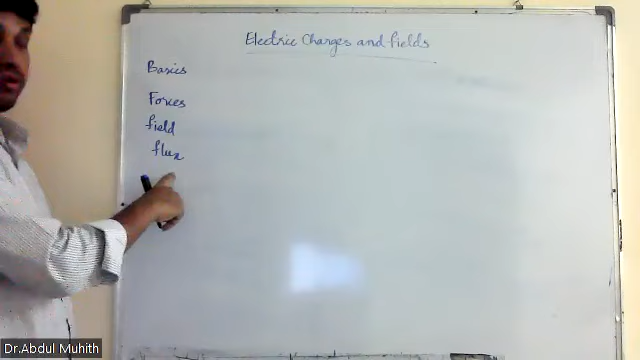 Electric Charges and fields
Basics
Forces
field
flux
Dr.Abdul Muhith